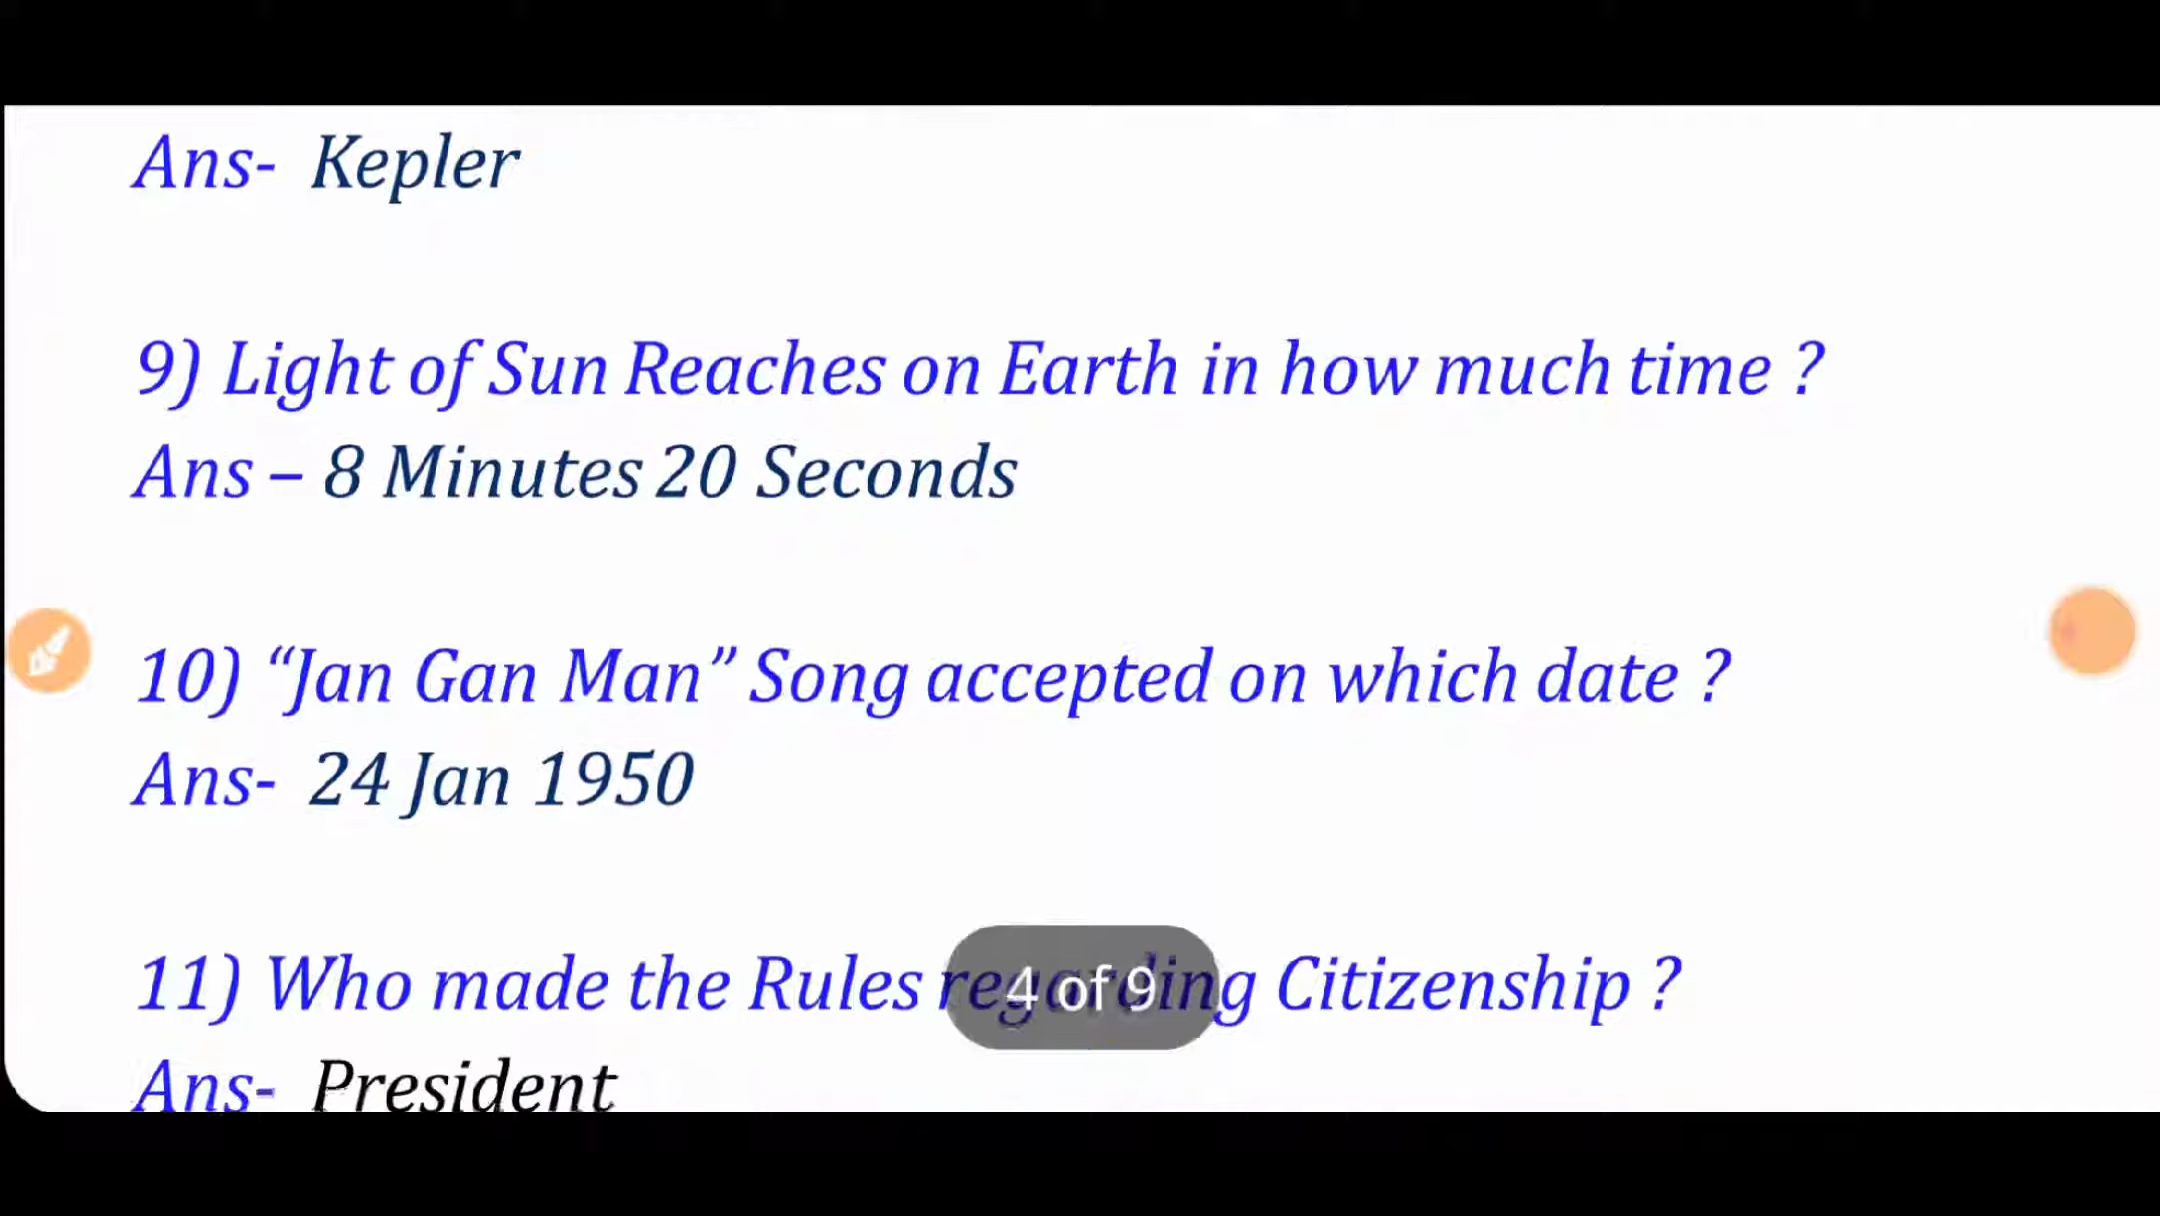 Ans- Kepler
9) Light of Sun Reaches on Earth in how much time ?
Ans – 8 Minutes 20 Seconds
10) “Jan Gan Man” Song accepted on which date ?
Ans- 24 Jan 1950
11) Who made the Rules regarding Citizenship ?
4 of 9
Ans- President